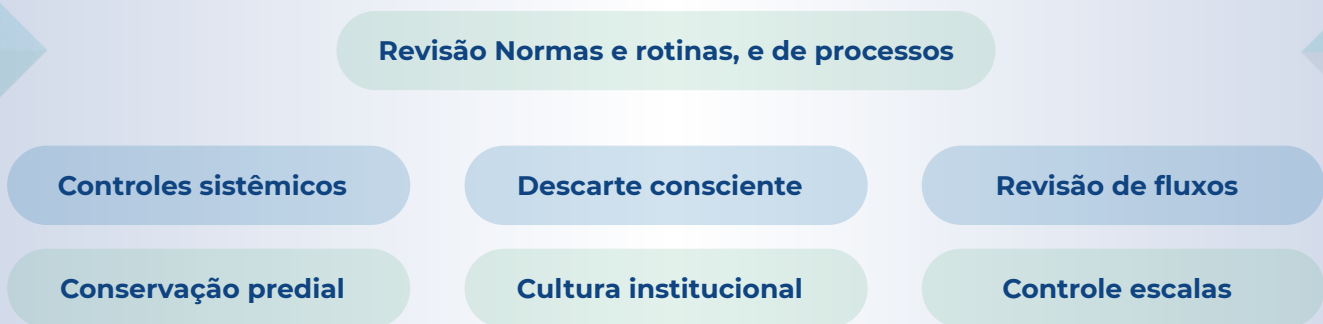 Revisão Normas e rotinas, e de processos
Controles sistêmicos
Descarte consciente
Revisão de fluxos
Conservação predial
Cultura institucional
Controle escalas